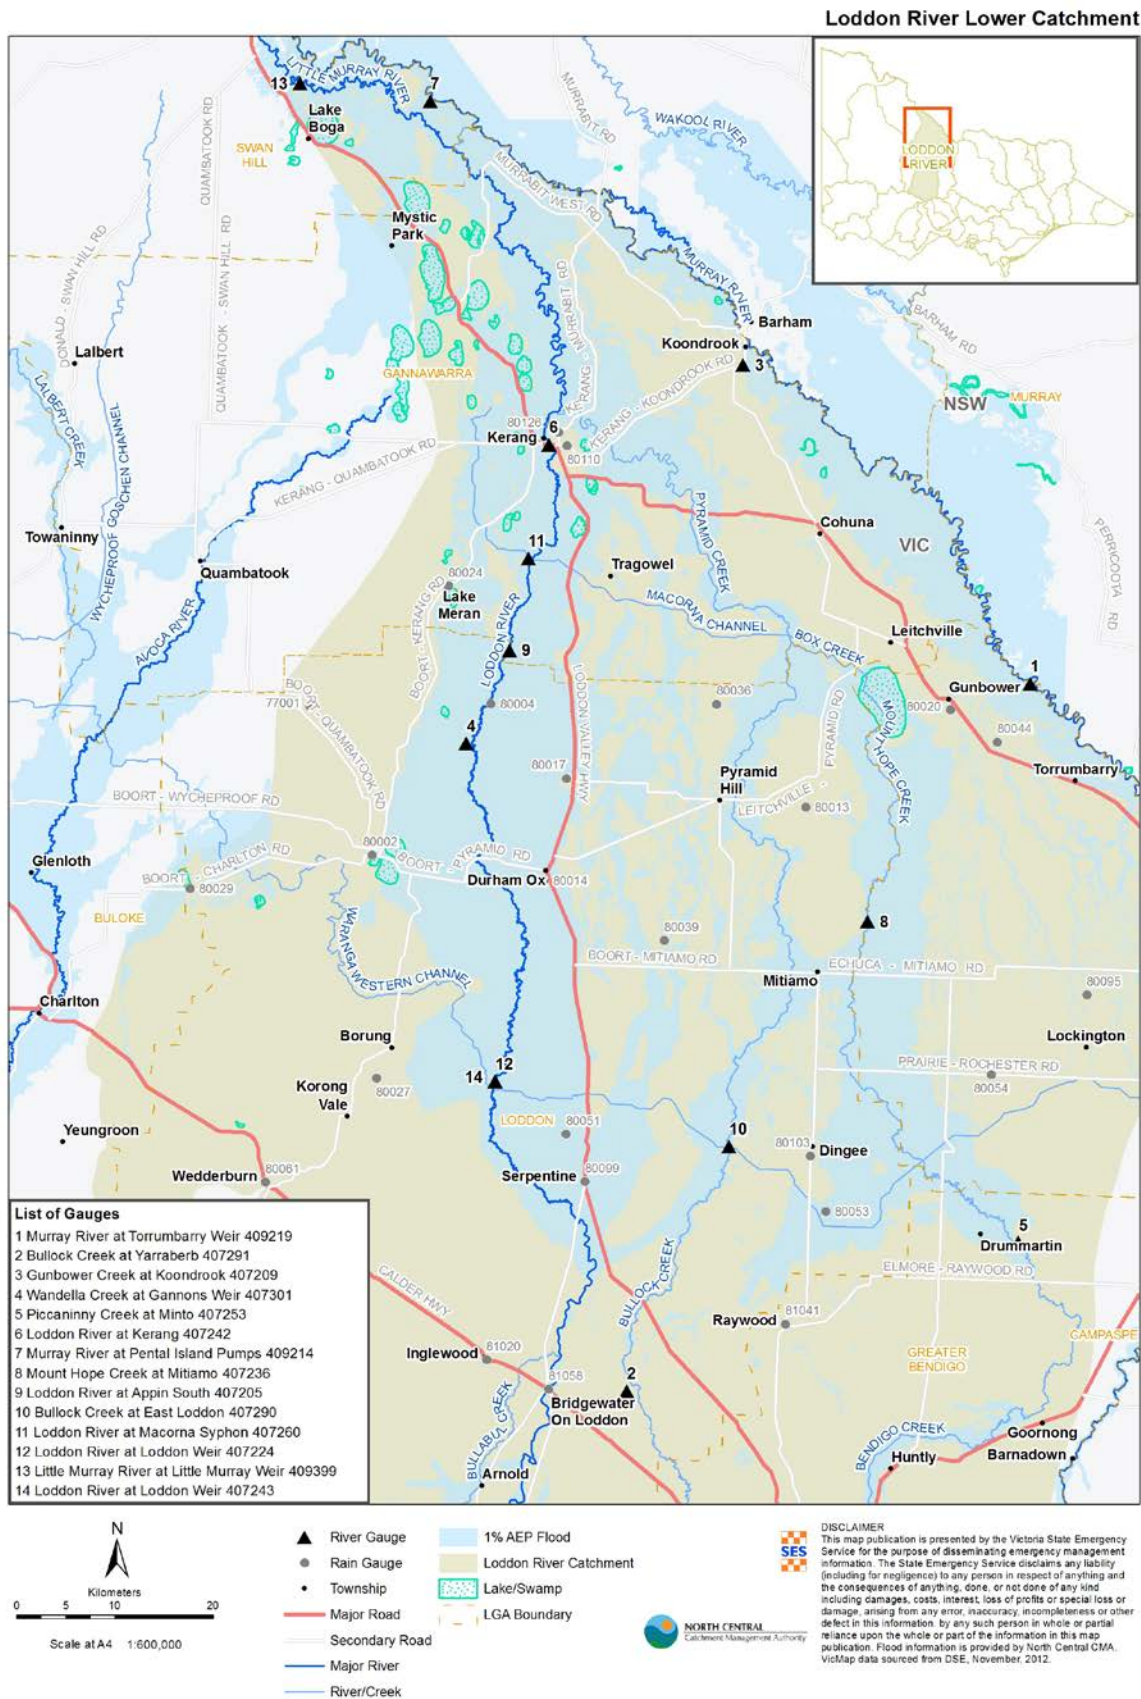 Loddon River Lower Catchment
LITTLE MURRAY RIVER
13
7
Lake
Boga
MURRABIT RD
WAKOOL RIVER
LODDON
RIVER
SWAN
HILL
QUAMBATOOK RD
MURRABIT WEST RD
Mystic
Park
DONALD - SWAN HILL RD
QUAMBATOOK - SWAN HILL RD
MURRAY RIVER
KERANG - MURRABIT RD
Barham
BARHAM RD
Koondrook
3
Lalbert
GANNAWARRA
KERANG - KOONDROOK RD
NSW
MURRAY
LALBERT CREEK
WYCHEPROOF GOSCHEN CHANNEL
80126
6
Kerang
80110
KERANG - QUAMBATOOK RD
PYRAMID CREEK
Cohuna
PERRICOOTA RD
Towaninny
11
VIC
Quambatook
Tragowel
80024
Lake
Meran
MACORNA CHANNEL
AVOCA RIVER
BOORT - KERANG RD
LODDON RIVER
BOX CREEK
Leitchville
9
1
Gunbower
BOORT - QUAMBATOOK RD
77001
80004
80036
80020
MOUNT HOPE CREEK
PYRAMID RD
80044
4
LODDON VALLEY HWY
80017
Pyramid
Hill
Torrumbarry
LEITCHVILLE -
BOORT - WYCHEPROOF RD
80013
80002
Glenloth
BOORT - CHARLTON RD
BOORT - PYRAMID RD
80029
Durham Ox
80014
BULOKE
8
WARANGA WESTERN CHANNEL
80039
BOORT - MITIAMO RD
ECHUCA - MITIAMO RD
Mitiamo
80095
Charlton
Borung
Lockington
12
PRAIRIE - ROCHESTER RD
14
80054
Korong
Vale
80027
LODDON
80051
10
Yeungroon
80103
Dingee
Wedderburn
80061
Serpentine
80099
80053
5
Drummartin
ELMORE - RAYWOOD RD
BULLOCK CREEK
CALDER HWY
81041
Raywood
CAMPASPE
GREATER
BENDIGO
Inglewood
81020
81058
2
Bridgewater
On Loddon
BULLABUL CREEK
BENDIGO CREEK
Goornong
Huntly
Barnadown
Arnold
List of Gauges
1 Murray River at Torrumbarry Weir 409219
2 Bullock Creek at Yarraberb 407291
3 Gunbower Creek at Koondrook 407209
4 Wandella Creek at Gannons Weir 407301
5 Piccaninny Creek at Minto 407253
6 Loddon River at Kerang 407242
7 Murray River at Pental Island Pumps 409214
8 Mount Hope Creek at Mitiamo 407236
9 Loddon River at Appin South 407205
10 Bullock Creek at East Loddon 407290
11 Loddon River at Macorna Syphon 407260
12 Loddon River at Loddon Weir 407224
13 Little Murray River at Little Murray Weir 409399
14 Loddon River at Loddon Weir 407243
N
Kilometers
0 5 10 20
Scale at A4 1:600,000
River Gauge
Rain Gauge
Township
Major Road
Secondary Road
Major River
River/Creek
1% AEP Flood
Loddon River Catchment
Lake/Swamp
LGA Boundary
NORTH CENTRAL
Catchment Management Authority
SES
DISCLAIMER
This map publication is presented by the Victoria State Emergency
Service for the purpose of disseminating emergency management
information. The State Emergency Service disclaims any liability
(including for negligence) to any person in respect of anything and
the consequences of anything, done, or not done of any kind
including damages, costs, interest, loss of profits or special loss or
damage, arising from any error, inaccuracy, incompleteness or other
defect in this information. by any such person in whole or partial
reliance upon the whole or part of the information in this map
publication. Flood information is provided by North Central CMA.
VicMap data sourced from DSE, November, 2012.